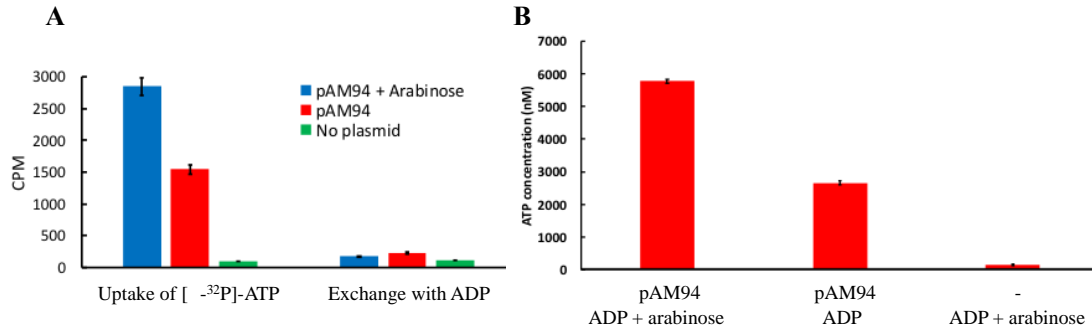 A
B
3000
2500
2000
1500
1000
500
0
CPM
pAM94 + Arabinose
pAM94
No plasmid
Uptake of [ -³²P]-ATP
Exchange with ADP
7000
6000
5000
4000
3000
2000
1000
0
ATP concentration (nM)
pAM94 pAM94 -
ADP + arabinose ADP ADP + arabinose